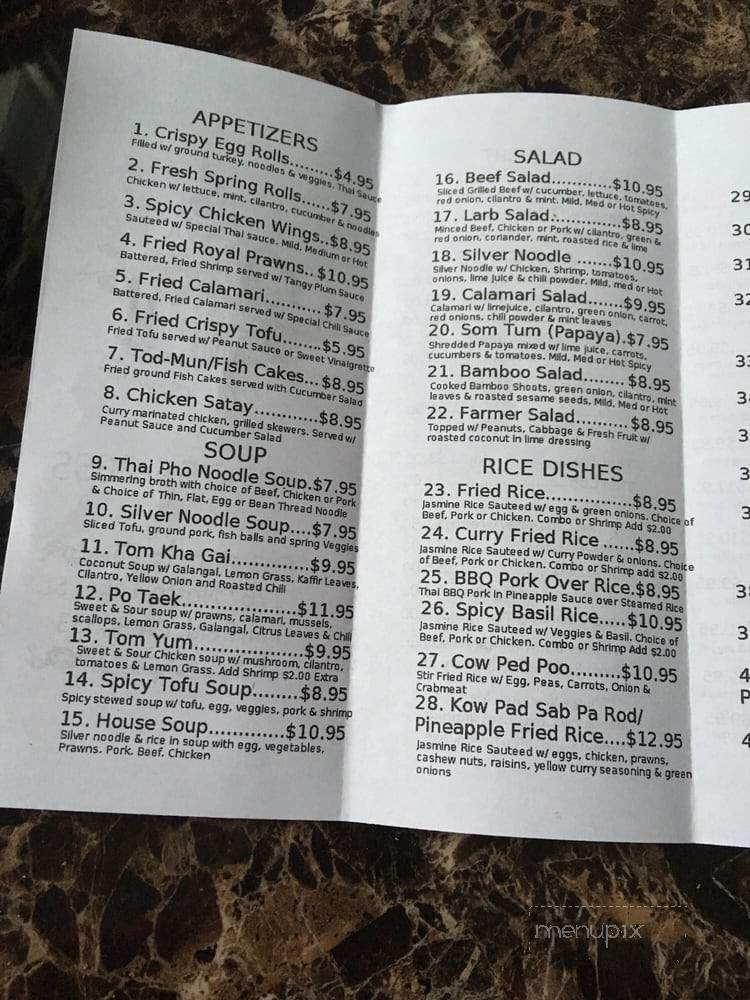 APPETIZERS
1. Crispy Egg Rolls.........$4.95
Filled w/ ground turkey, noodles & veggies. Thai Sauce
2. Fresh Spring Rolls......$7.95
Chicken w/ lettuce, mint, cilantro, cucumber & noodles
3. Spicy Chicken Wings..$8.95
Sauteed w/ Special Thai sauce. Mild, Medium or Hot
4. Fried Royal Prawns.. $10.95
Battered, Fried Shrimp served w/ Tangy Plum Sauce
5. Fried Calamari...........$7.95
Battered, Fried Calamari served w/ Special Chili Sauce
6. Fried Crispy Tofu.......$5.95
Fried Tofu served w/ Peanut Sauce or Sweet Vinaigrette
7. Tod-Mun/Fish Cakes... $8.95
Fried ground Fish Cakes served with Cucumber Salad
8. Chicken Satay............$8.95
Curry marinated chicken, grilled skewers. Served w/
Peanut Sauce and Cucumber Salad
SOUP
9. Thai Pho Noodle Soup.$7.95
Simmering broth with choice of Beef, Chicken or Pork
& Choice of Thin, Flat, Egg or Bean Thread Noodle
10. Silver Noodle Soup....$7.95
Sliced Tofu, ground pork, fish balls and spring Veggies
11. Tom Kha Gai............$9.95
Coconut Soup w/ Galangal, Lemon Grass, Kaffir Leaves,
Cilantro, Yellow Onion and Roasted Chili
12. Po Taek.................$11.95
Sweet & Sour soup w/ prawns, calamari, mussels,
scallops, Lemon Grass, Galangal, Citrus Leaves & Chili
13. Tom Yum................$9.95
Sweet & Sour Chicken soup w/ mushroom, cilantro,
tomatoes & Lemon Grass. Add Shrimp $2.00 Extra
14. Spicy Tofu Soup.......$8.95
Spicy stewed soup w/ tofu, egg, veggies, pork & shrimp
15. House Soup.............$10.95
Silver noodle & rice in soup with egg, vegetables,
Prawns, Pork, Beef, Chicken
SALAD
16. Beef Salad............$10.95
Sliced Grilled Beef w/ cucumber, lettuce, tomatoes,
red onion, cilantro & mint. Mild, Med or Hot Spicy
17. Larb Salad.............$8.95
Minced Beef, Chicken or Pork w/ cilantro, green &
red onion, coriander, mint, roasted rice & lime
18. Silver Noodle .......$10.95
Silver Noodle w/ Chicken, Shrimp, tomatoes,
onions, lime juice & chili powder. Mild, med or Hot
19. Calamari Salad.......$9.95
Calamari w/ limejuice, cilantro, green onion, carrot,
red onions, chili powder & mint leaves
20. Som Tum (Papaya).$7.95
Shredded Papaya mixed w/ lime juice, carrots,
cucumbers & tomatoes. Mild, Med or Hot Spicy
21. Bamboo Salad........ $8.95
Cooked Bamboo Shoots, green onion, cilantro, mint
leaves & roasted sesame seeds, Mild, Med or Hot
22. Farmer Salad.......... $8.95
Topped w/ Peanuts, Cabbage & Fresh Fruit w/
roasted coconut in lime dressing
RICE DISHES
23. Fried Rice................$8.95
Jasmine Rice Sauteed w/ egg & green onions. Choice of
Beef, Pork or Chicken. Combo or Shrimp Add $2.00
24. Curry Fried Rice ......$8.95
Jasmine Rice Sauteed w/ Curry Powder & onions. Choice
of Beef, Pork or Chicken. Combo or Shrimp add $2.00
25. BBQ Pork Over Rice.$8.95
Thai BBQ Pork in Pineapple Sauce over Steamed Rice
26. Spicy Basil Rice.....$10.95
Jasmine Rice Sauteed w/ Veggies & Basil. Choice of
Beef, Pork or Chicken. Combo or Shrimp Add $2.00
27. Cow Ped Poo.........$10.95
Stir Fried Rice w/ Egg, Peas, Carrots, Onion &
Crabmeat
28. Kow Pad Sab Pa Rod/
Pineapple Fried Rice....$12.95
Jasmine Rice Sauteed w/ eggs, chicken, prawns,
cashew nuts, raisins, yellow curry seasoning & green
onions
29
30
31
32
menupix